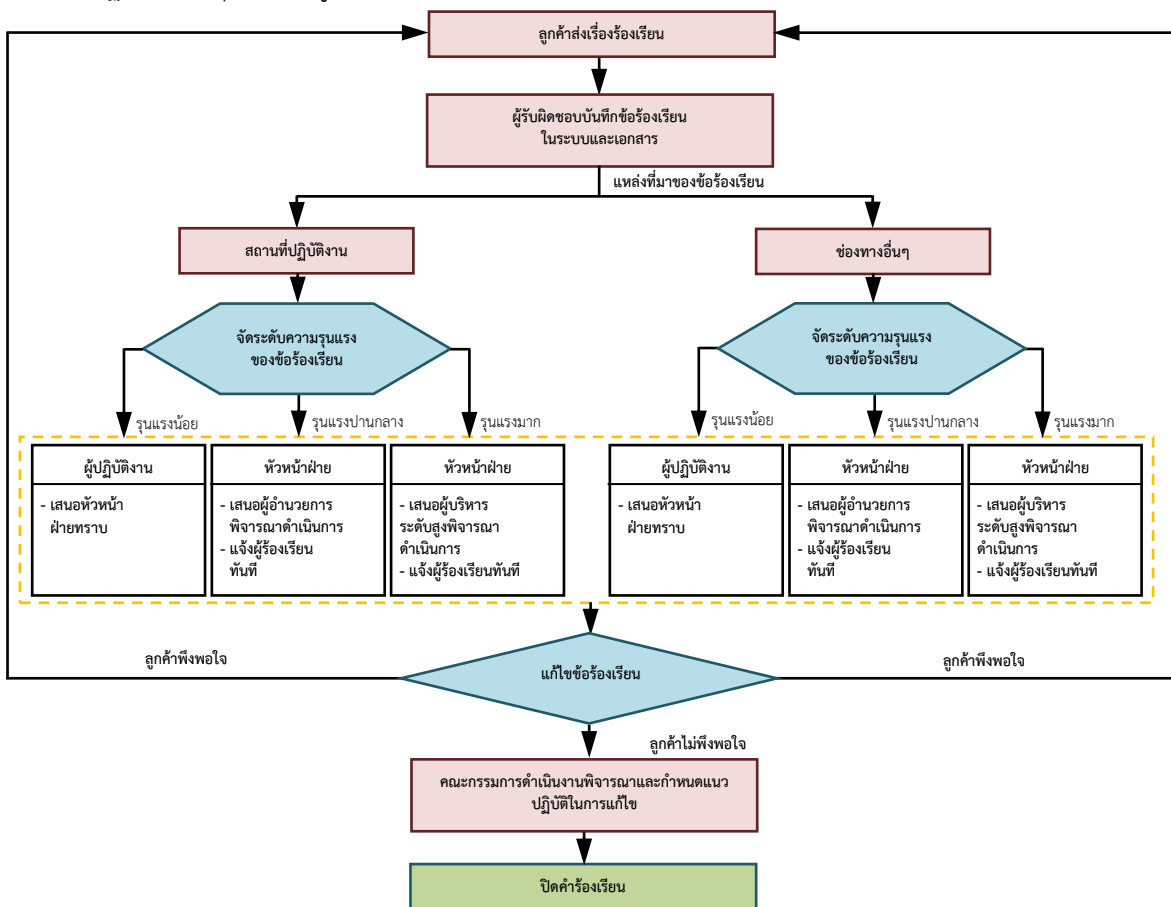 ลูกค้าส่งเรื่องร้องเรียน
ผู้รับผิดชอบบันทึกข้อร้องเรียน
ในระบบและเอกสาร
แหล่งที่มาของข้อร้องเรียน
สถานที่ปฏิบัติงาน
ช่องทางอื่นๆ
จัดระดับความรุนแรง
ของข้อร้องเรียน
จัดระดับความรุนแรง
ของข้อร้องเรียน
รุนแรงน้อย
รุนแรงปานกลาง
รุนแรงมาก
รุนแรงน้อย
รุนแรงปานกลาง
รุนแรงมาก
ผู้ปฏิบัติงาน
- เสนอหัวหน้า
ฝ่ายทราบ
หัวหน้าฝ่าย
- เสนอผู้อำนวยการ
พิจารณาดำเนินการ
- แจ้งผู้ร้องเรียน
ทันที
หัวหน้าฝ่าย
- เสนอผู้บริหาร
ระดับสูงพิจารณา
ดำเนินการ
- แจ้งผู้ร้องเรียนทันที
ผู้ปฏิบัติงาน
- เสนอหัวหน้า
ฝ่ายทราบ
หัวหน้าฝ่าย
- เสนอผู้อำนวยการ
พิจารณาดำเนินการ
- แจ้งผู้ร้องเรียน
ทันที
หัวหน้าฝ่าย
- เสนอผู้บริหาร
ระดับสูงพิจารณา
ดำเนินการ
- แจ้งผู้ร้องเรียนทันที
ลูกค้าพึงพอใจ
แก้ไขข้อร้องเรียน
ลูกค้าพึงพอใจ
ลูกค้าไม่พึงพอใจ
คณะกรรมการดำเนินงานพิจารณาและกำหนดแนว
ปฏิบัติในการแก้ไข
ปิดคำร้องเรียน